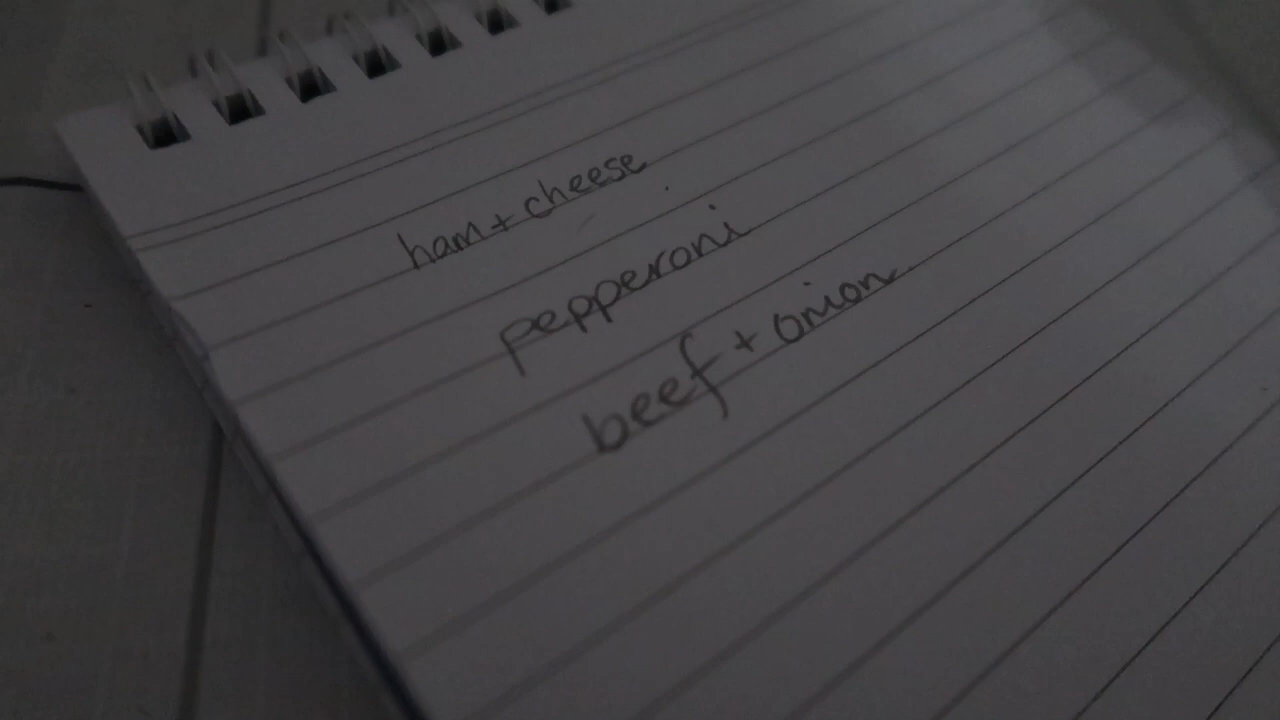 ham + cheese
pepperoni
beef + onion